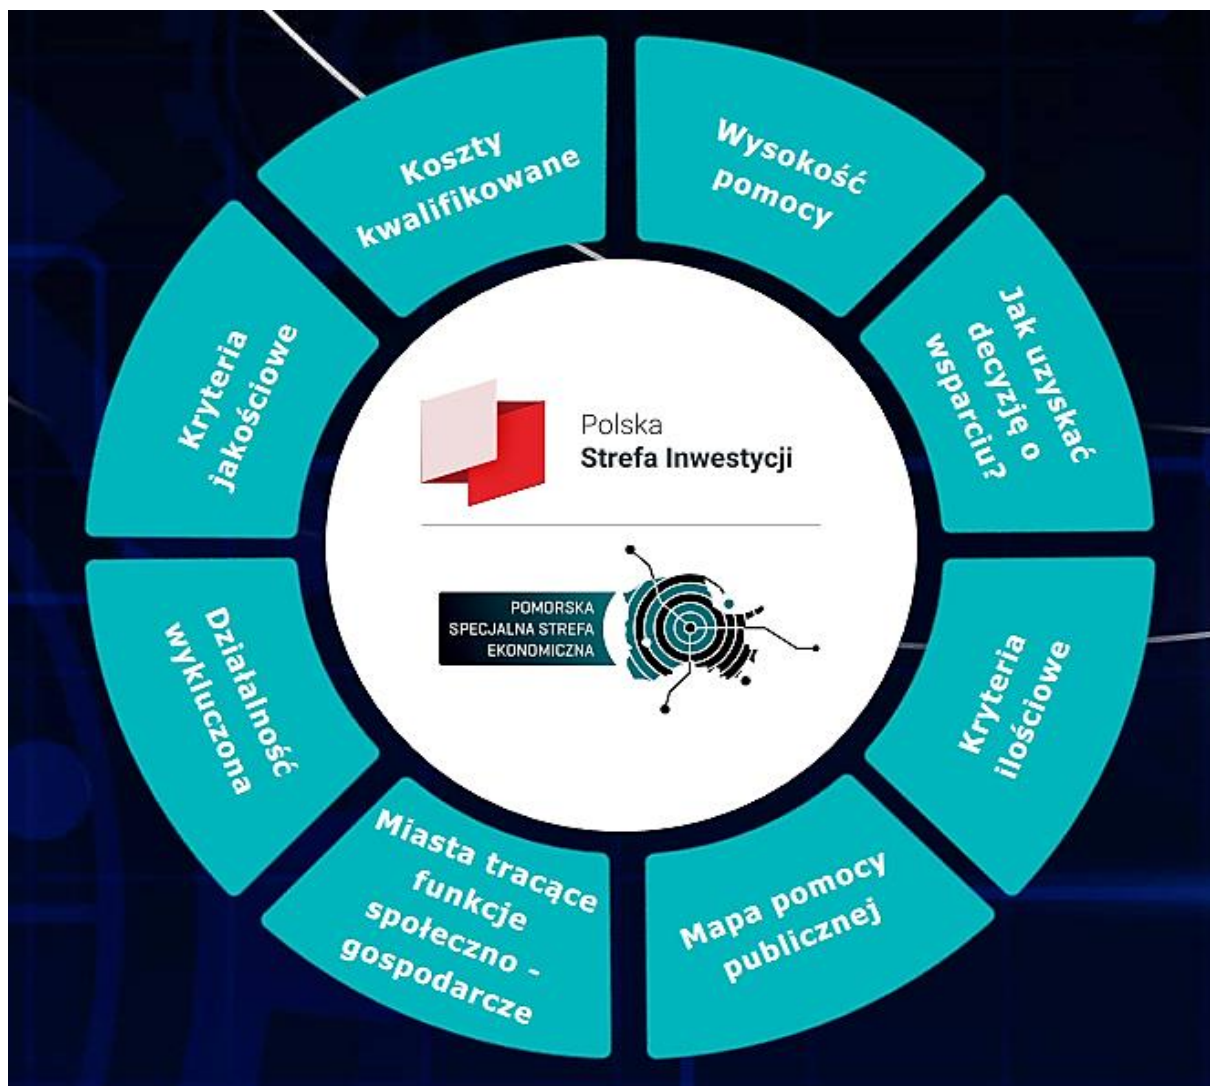 Koszty
kwalifikowane
Wysokość
pomocy
Jak uzyskać
decyzję o
wsparciu?
Kryteria
ilościowe
Mapa pomocy
publicznej
Miasta tracące
funkcje
społeczno -
gospodarcze
Działalność
wykluczona
Kryteria
jakościowe
Polska
Strefa Inwestycji
POMORSKA
SPECJALNA STREFA
EKONOMICZNA